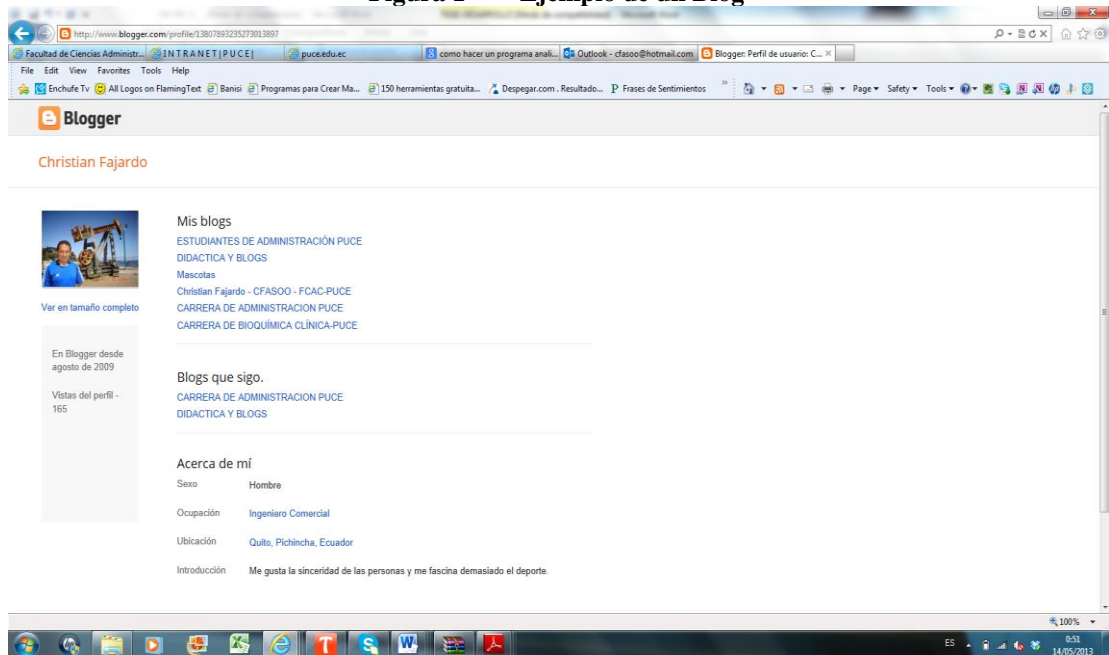 Figura 1 Ejemplo de un Blog
http://www.blogger.com/profile/13807893235273013897
Facultad de Ciencias Administr... INTRANET|PUCE| puce.edu.ec como hacer un programa anali... Outlook - cfasoo@hotmail.com Blogger: Perfil de usuario: C...
File Edit View Favorites Tools Help
Enchufe Tv All Logos on FlamingText Banisi Programas para Crear Ma... 150 herramientas gratuita... Despegar.com . Resultado... Frases de Sentimientos Page Safety Tools
Blogger
Christian Fajardo
Ver en tamaño completo
En Blogger desde
agosto de 2009
Vistas del perfil -
165
Mis blogs
ESTUDIANTES DE ADMINISTRACIÓN PUCE
DIDACTICA Y BLOGS
Mascotas
Christian Fajardo - CFASOO - FCAC-PUCE
CARRERA DE ADMINISTRACION PUCE
CARRERA DE BIOQUÍMICA CLÍNICA-PUCE
Blogs que sigo.
CARRERA DE ADMINISTRACION PUCE
DIDACTICA Y BLOGS
Acerca de mí
Sexo Hombre
Ocupación Ingeniero Comercial
Ubicación Quito, Pichincha, Ecuador
Introducción Me gusta la sinceridad de las personas y me fascina demasiado el deporte.
100%
ES 0:51
14/05/2013